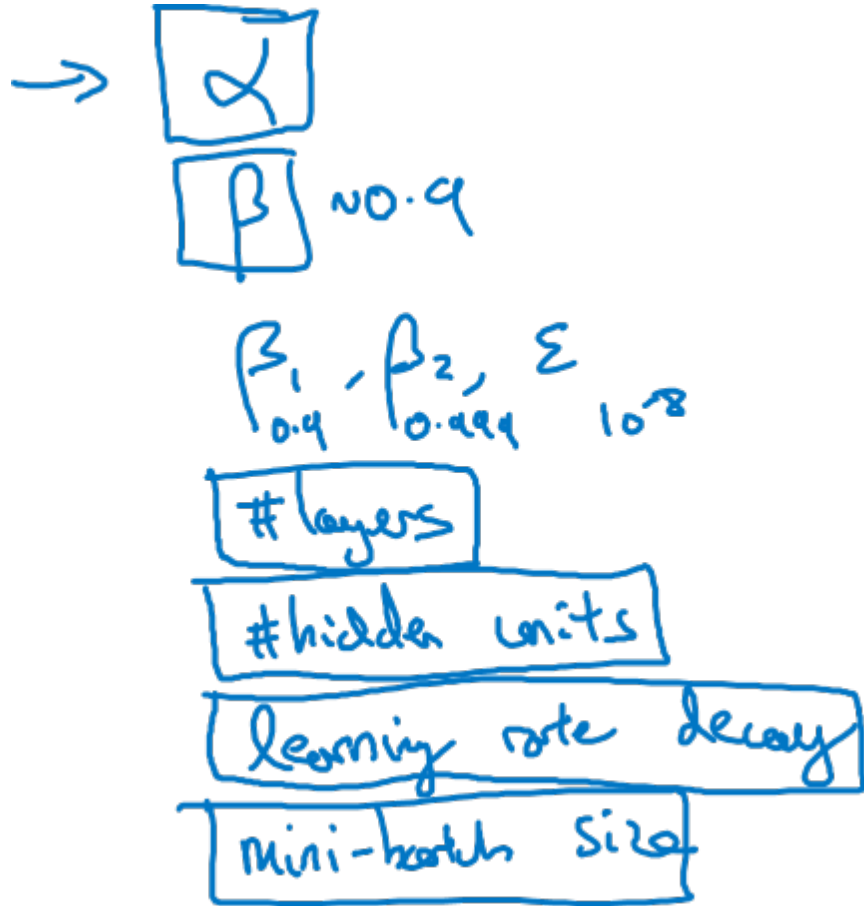 → α
β ~0.9
β₁, β₂, ε
0.9 0.999 10⁻⁸
# layers
# hidden units
learning rate decay
mini-batch size